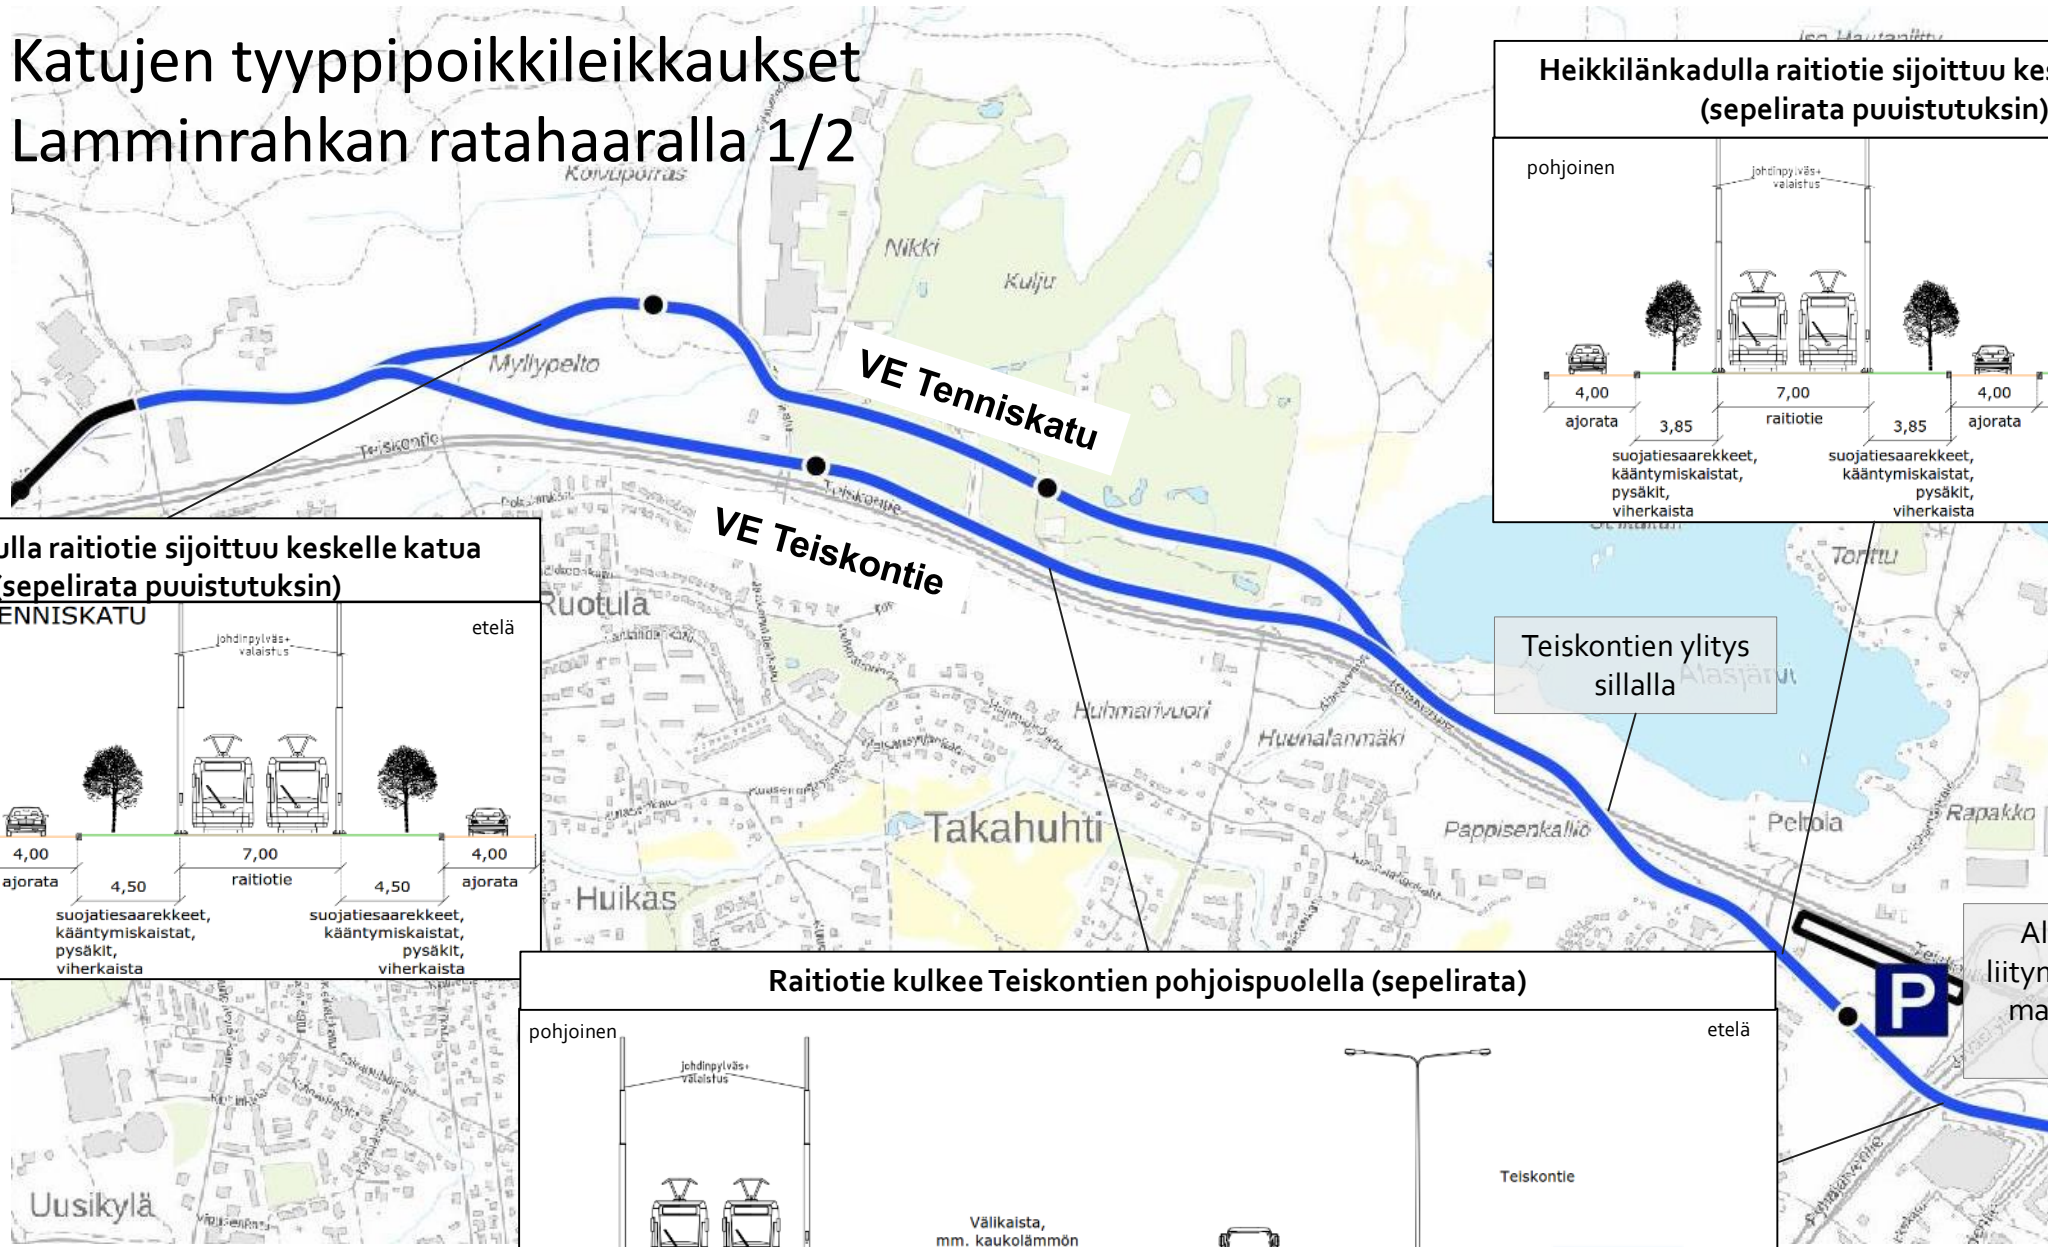 Katujen tyyppipoikkileikkaukset
Lamminrahkan ratahaaralla 1/2
Koivuporras
Nikki
Kulju
Myllypelto
VE Tenniskatu
Teiskontie
VE Teiskontie
Teiskontie
Heikkilänkadulla raitiotie sijoittuu kes
(sepelirata puuistutuksin)
pohjoinen
johdinpylväs+
valaistus
4,00
7,00
4,00
ajorata
3,85
raitiotie
3,85
ajorata
suojatiesaarekkeet,
kääntymiskaistat,
pysäkit,
viherkaista
suojatiesaarekkeet,
kääntymiskaistat,
pysäkit,
viherkaista
Torttu
Teiskontien ylitys
sillalla
Alasjärvi
ulla raitiotie sijoittuu keskelle katua
(sepelirata puuistutuksin)
ENNISKATU
etelä
johdinpylväs+
valaistus
4,00
7,00
4,00
ajorata
4,50
raitiotie
4,50
ajorata
suojatiesaarekkeet,
kääntymiskaistat,
pysäkit,
viherkaista
suojatiesaarekkeet,
kääntymiskaistat,
pysäkit,
viherkaista
Ruotula
Huhmarivuori
Huunalanmäki
Takahuhti
Pappisenkallio
Peltola
Rapakko
Huikas
Uusikylä
P
Al
liityn
ma
Raitiotie kulkee Teiskontien pohjoispuolella (sepelirata)
pohjoinen
etelä
johdinpylväs+
valaistus
Teiskontie
Välikaista,
mm. kaukolämmön